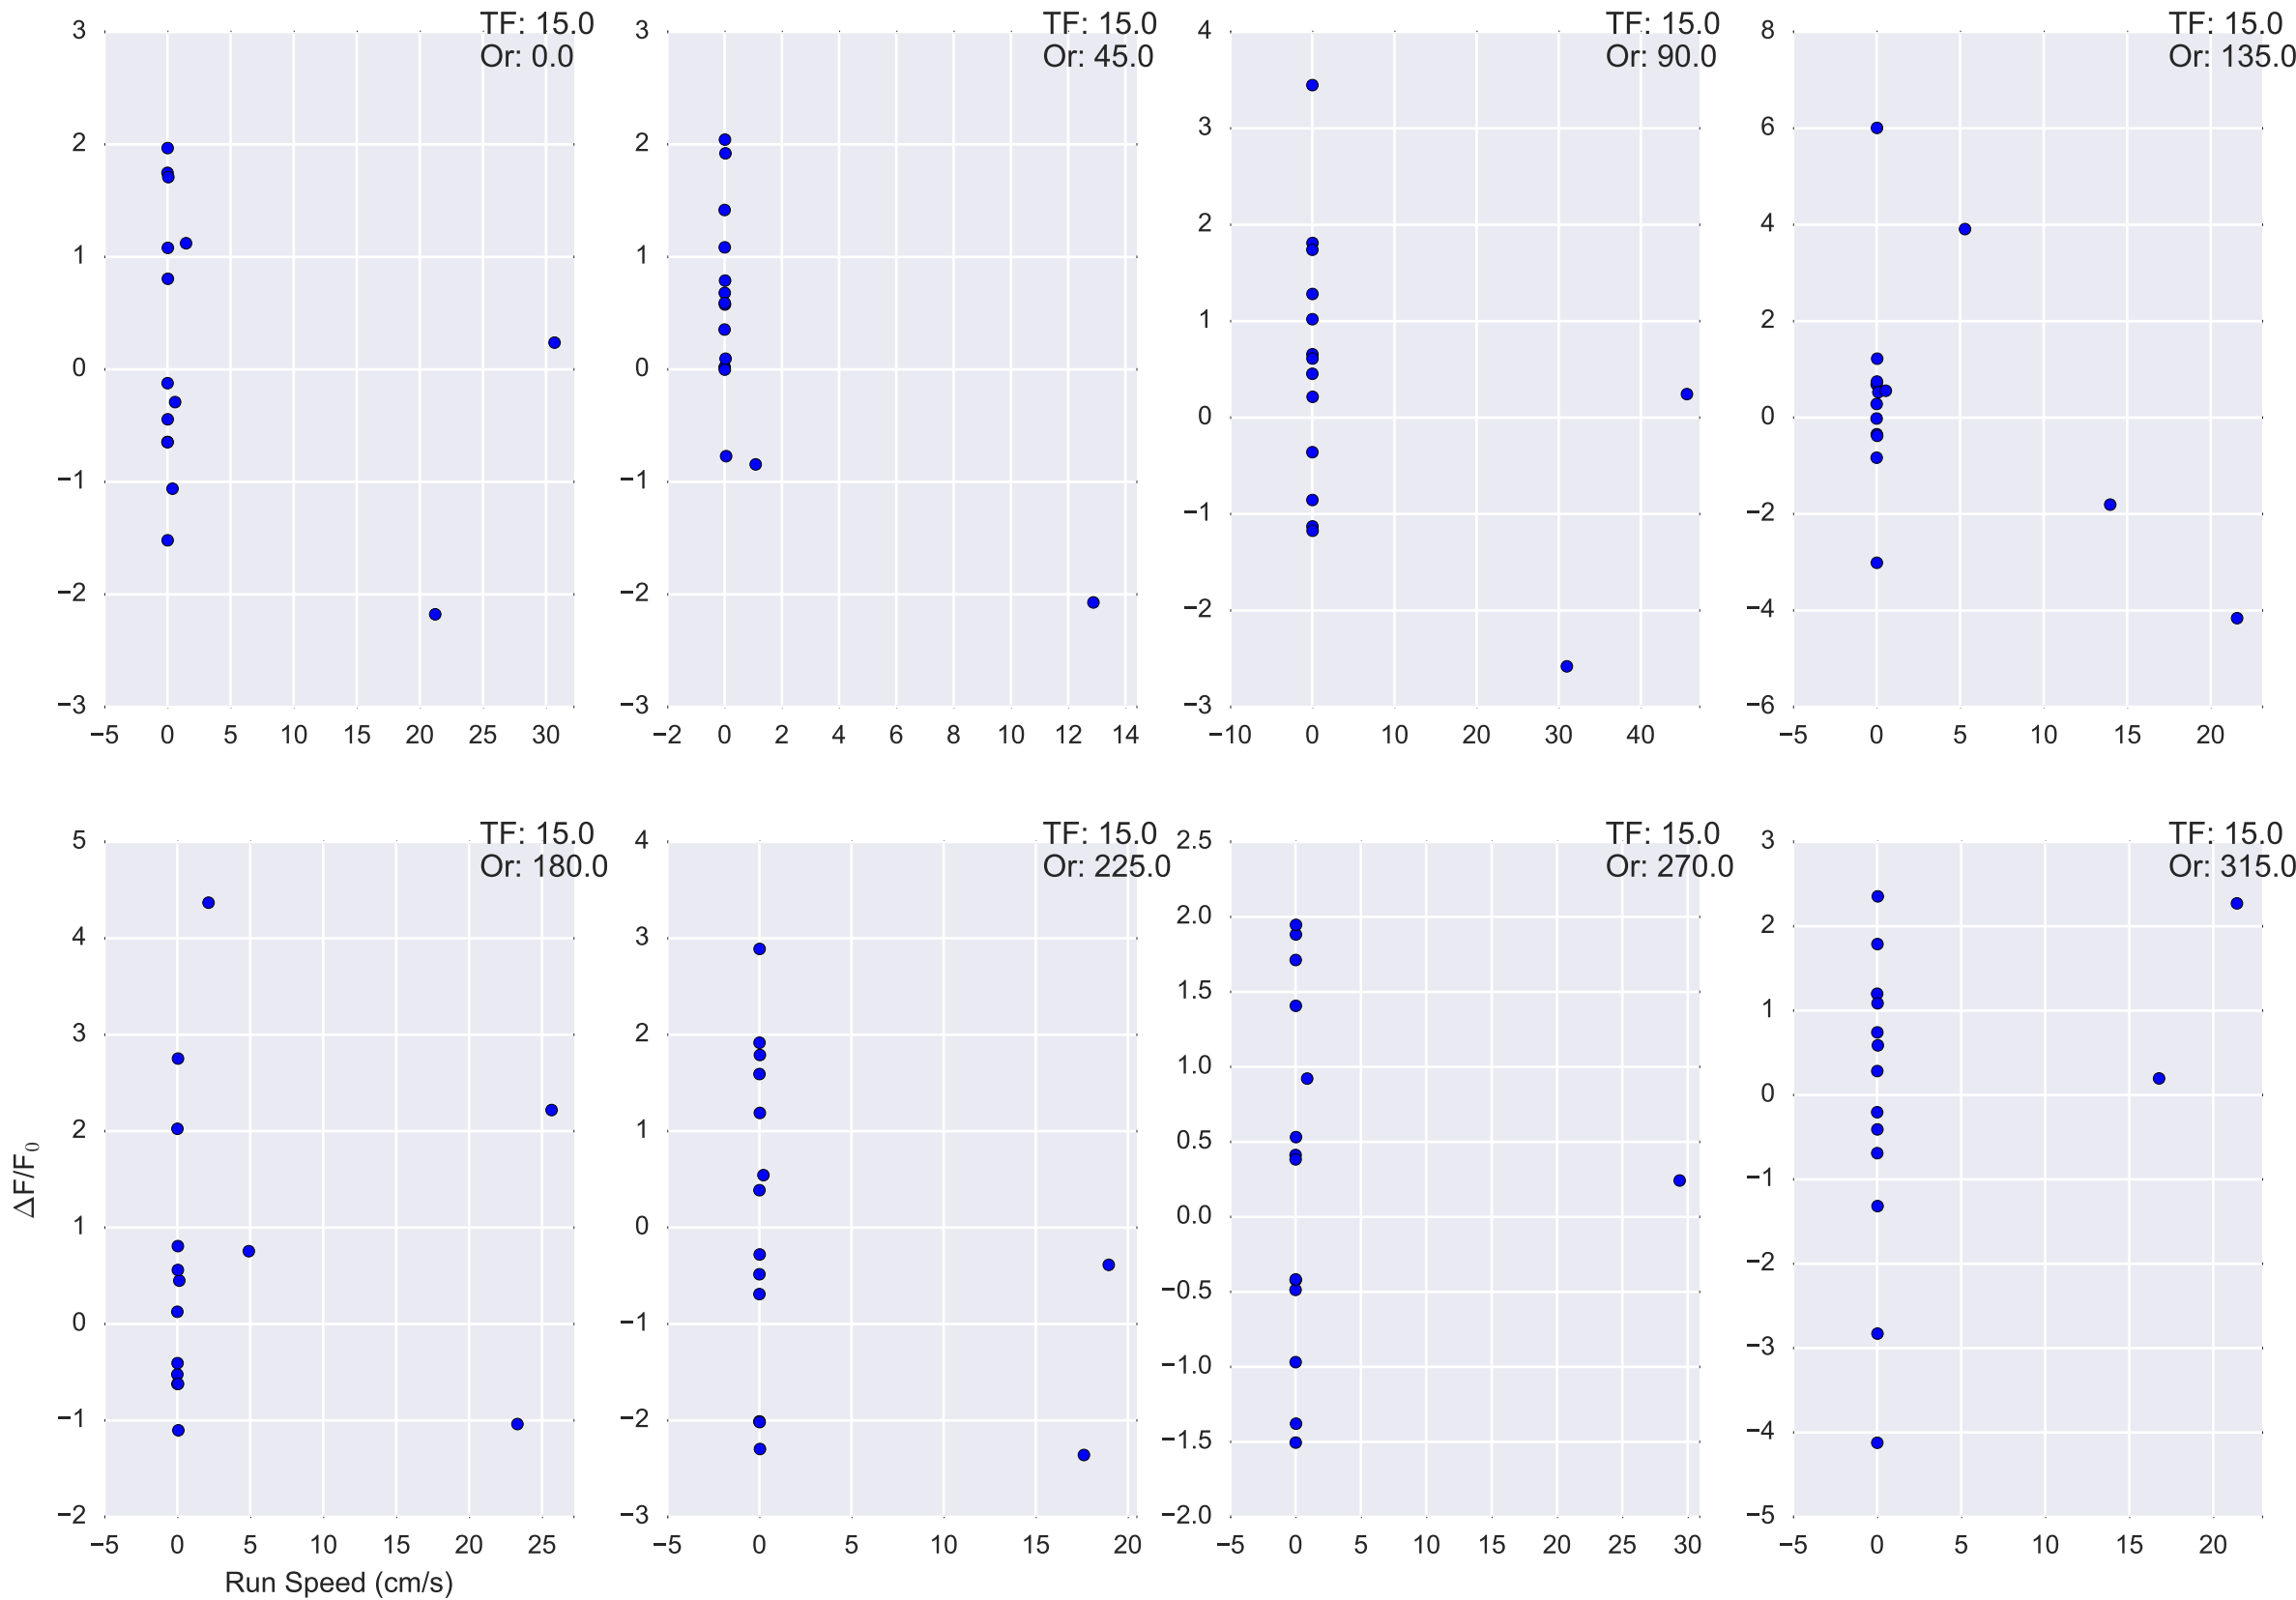 TF: 15.0
Or: 0.0
3
2
1
0
−1
−2
−3
−5 0 5 10 15 20 25 30
TF: 15.0
Or: 45.0
3
2
1
0
−1
−2
−3
−2 0 2 4 6 8 10 12 14
TF: 15.0
Or: 90.0
4
3
2
1
0
−1
−2
−3
−10 0 10 20 30 40
TF: 15.0
Or: 135.0
8
6
4
2
0
−2
−4
−6
−5 0 5 10 15 20
TF: 15.0
Or: 180.0
5
4
3
2
1
0
−1
−2
ΔF/F₀
−5 0 5 10 15 20 25
Run Speed (cm/s)
TF: 15.0
Or: 225.0
4
3
2
1
0
−1
−2
−3
−5 0 5 10 15 20
TF: 15.0
Or: 270.0
2.5
2.0
1.5
1.0
0.5
0.0
−0.5
−1.0
−1.5
−2.0
−5 0 5 10 15 20 25 30
TF: 15.0
Or: 315.0
3
2
1
0
−1
−2
−3
−4
−5
−5 0 5 10 15 20